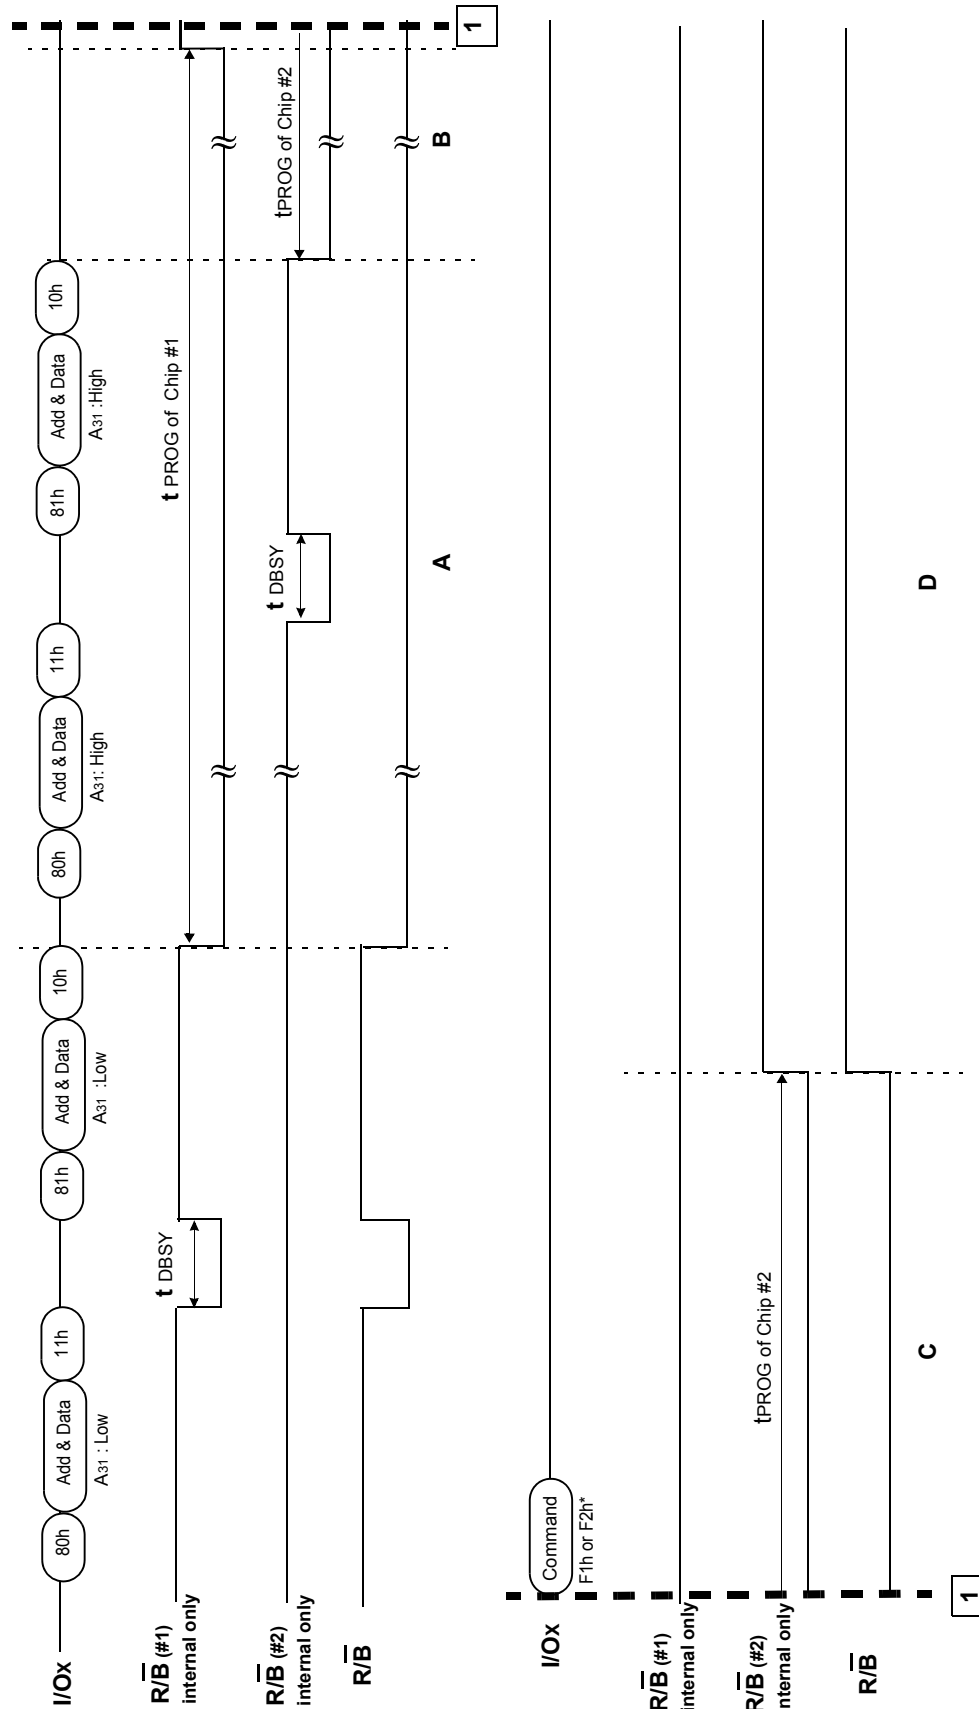 I/Ox
80h
Add & Data
11h
81h
Add & Data
10h
80h
Add & Data
11h
81h
Add & Data
10h
A31 : Low
A31 :Low
A31: High
A31 :High
R/B (#1)
internal only
t DBSY
t PROG of Chip #1
R/B (#2)
internal only
t DBSY
tPROG of Chip #2
R/B
A
B
1
I/Ox
Command
F1h or F2h*
R/B (#1)
internal only
R/B (#2)
nternal only
tPROG of Chip #2
R/B
C
D
1